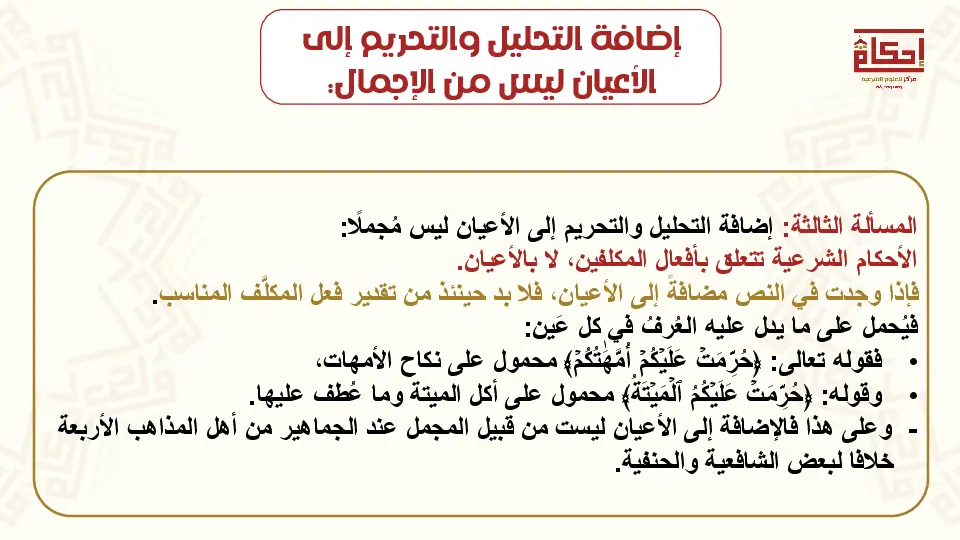 إضافة التحليل والتحريم إلى
الأعيان ليس من الإجمال:
إحكام
مركز للعلوم الشرعية
المسألة الثالثة: إضافة التحليل والتحريم إلى الأعيان ليس مُجملًا:
الأحكام الشرعية تتعلق بأفعال المكلفين، لا بالأعيان.
فإذا وجدت في النص مضافةً إلى الأعيان، فلا بد حينئذ من تقدير فعل المكلَّف المناسب.
فيُحمل على ما يدل عليه العُرفُ في كل عَين:
• فقوله تعالى: ﴿حُرِّمَتۡ عَلَيۡكُمۡ أُمَّهَٰتُكُمۡ﴾ محمول على نكاح الأمهات،
• وقوله: ﴿حُرِّمَتۡ عَلَيۡكُمُ ٱلۡمَيۡتَةُ﴾ محمول على أكل الميتة وما عُطف عليها.
- وعلى هذا فالإضافة إلى الأعيان ليست من قبيل المجمل عند الجماهير من أهل المذاهب الأربعة
خلافا لبعض الشافعية والحنفية.